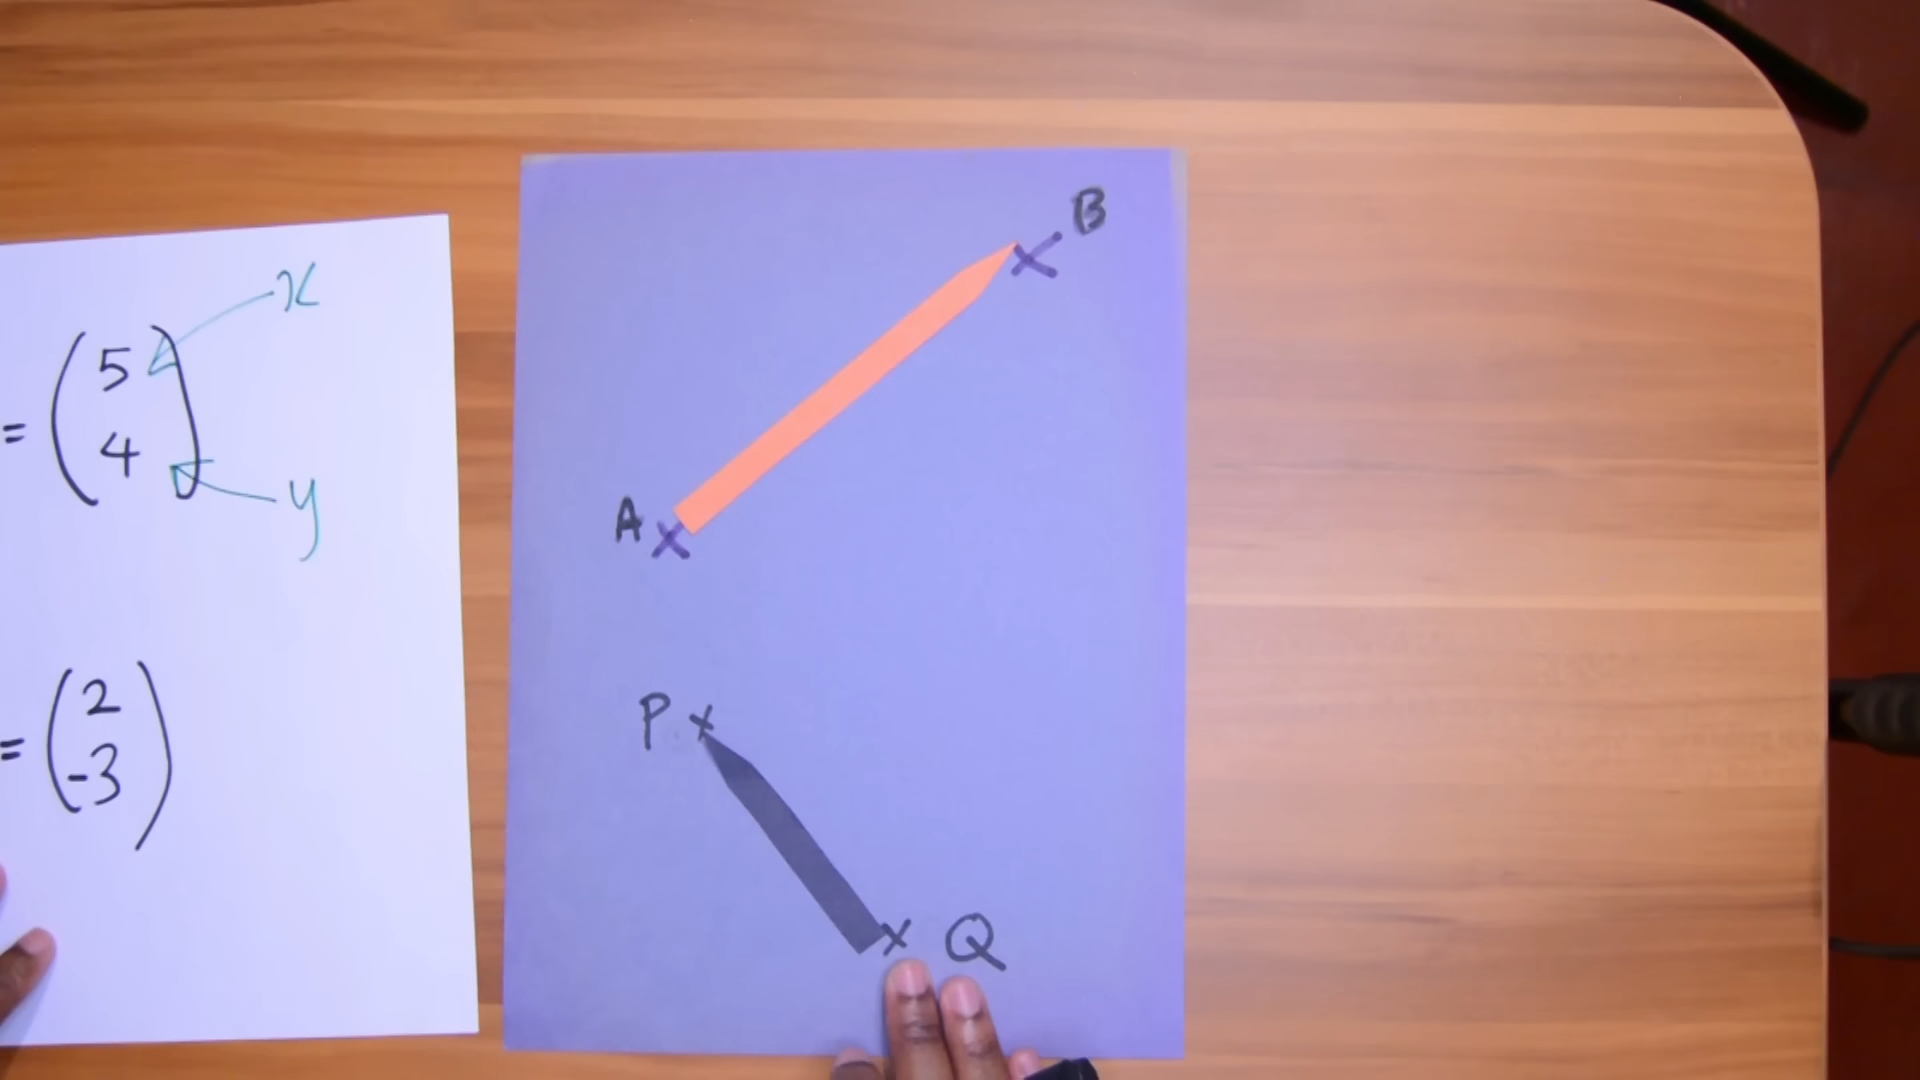 x
= (5
4)
y
= (2
-3)
B
A
P
Q